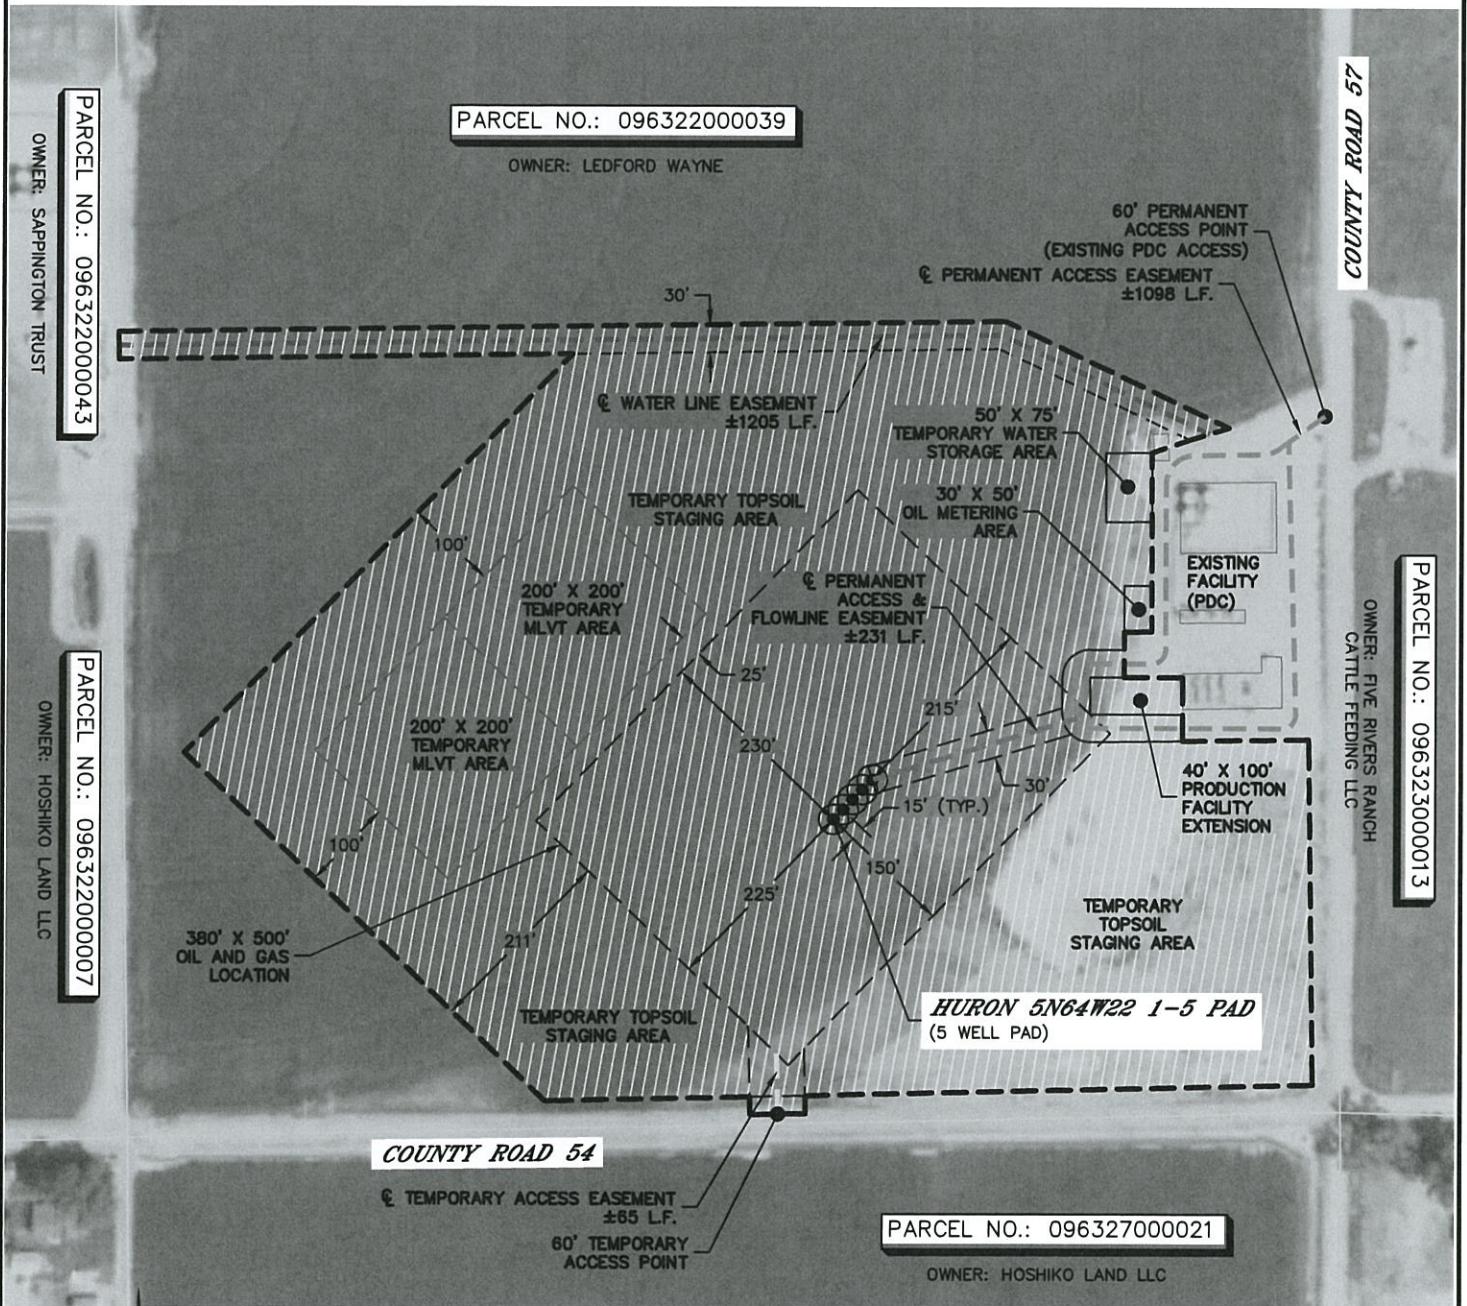 COUNTY ROAD 57
PARCEL NO.: 096322000039
OWNER: LEDFORD WAYNE
PARCEL NO.: 096322000043
OWNER: SAPPINGTON TRUST
60' PERMANENT
ACCESS POINT
(EXISTING PDC ACCESS)
℄ PERMANENT ACCESS EASEMENT
±1098 L.F.
30'
℄ WATER LINE EASEMENT
±1205 L.F.
50' X 75'
TEMPORARY WATER
STORAGE AREA
TEMPORARY TOPSOIL
STAGING AREA
30' X 50'
OIL METERING
AREA
100'
200' X 200'
TEMPORARY
MLVT AREA
℄ PERMANENT
ACCESS &
FLOWLINE EASEMENT
±231 L.F.
EXISTING
FACILITY
(PDC)
PARCEL NO.: 096323000013
OWNER: FIVE RIVERS RANCH
CATTLE FEEDING LLC
25'
215'
200' X 200'
TEMPORARY
MLVT AREA
230'
30'
15' (TYP.)
40' X 100'
PRODUCTION
FACILITY
EXTENSION
PARCEL NO.: 096322000007
OWNER: HOSHIKO LAND LLC
100'
150'
225'
211'
380' X 500'
OIL AND GAS
LOCATION
TEMPORARY
TOPSOIL
STAGING AREA
TEMPORARY TOPSOIL
STAGING AREA
HURON 5N64W22 1-5 PAD
(5 WELL PAD)
COUNTY ROAD 54
℄ TEMPORARY ACCESS EASEMENT
±65 L.F.
60' TEMPORARY
ACCESS POINT
PARCEL NO.: 096327000021
OWNER: HOSHIKO LAND LLC